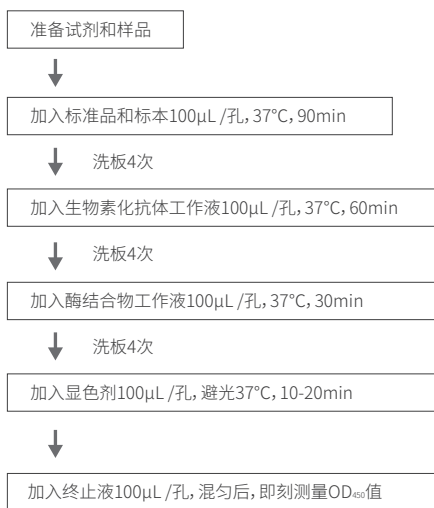 准备试剂和样品
加入标准品和标本100μL /孔，37°C，90min
洗板4次
加入生物素化抗体工作液100μL /孔，37°C，60min
洗板4次
加入酶结合物工作液100μL /孔，37°C，30min
洗板4次
加入显色剂100μL /孔，避光37°C，10-20min
加入终止液100μL /孔，混匀后，即刻测量OD₄₅₀值